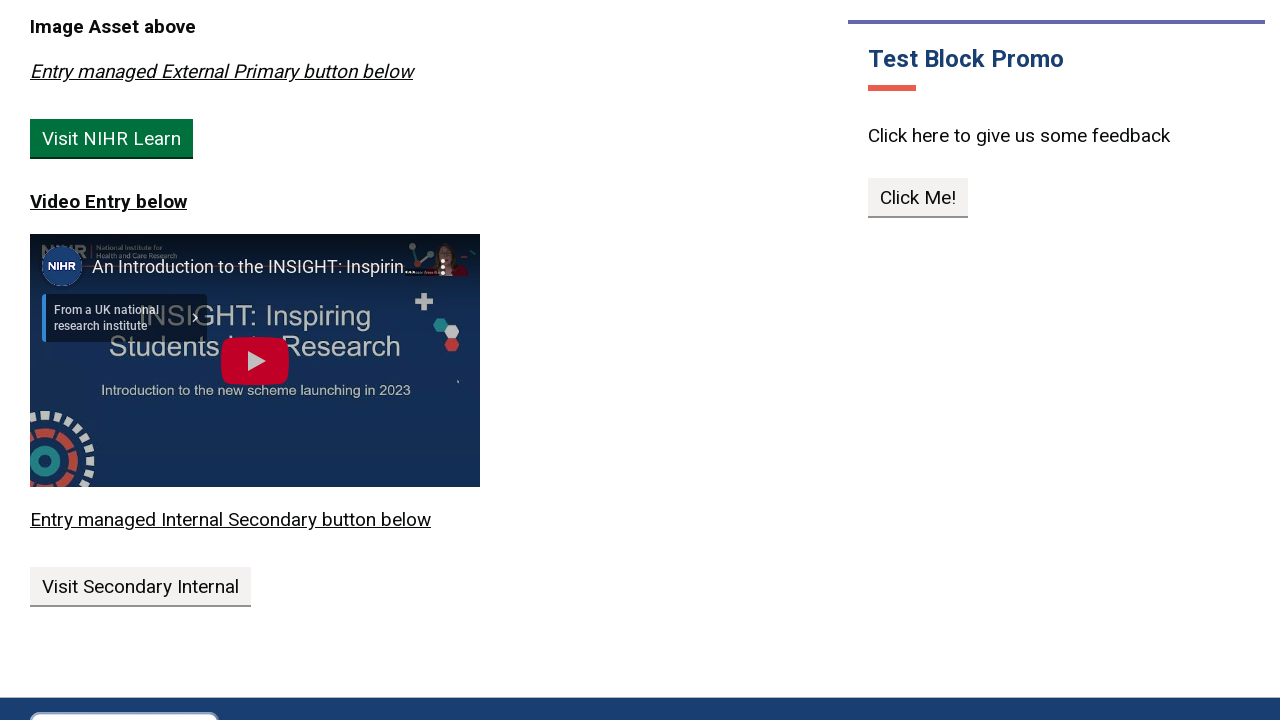 Image Asset above
Entry managed External Primary button below
Visit NIHR Learn
Video Entry below
NIHR | National Institute for
Health and Care Research
NIHR
An Introduction to the INSIGHT: Inspirin...
From a UK national
research institute
INSIGHT: Inspiring
Students into Research
Introduction to the new scheme launching in 2023
Entry managed Internal Secondary button below
Visit Secondary Internal
Test Block Promo
Click here to give us some feedback
Click Me!